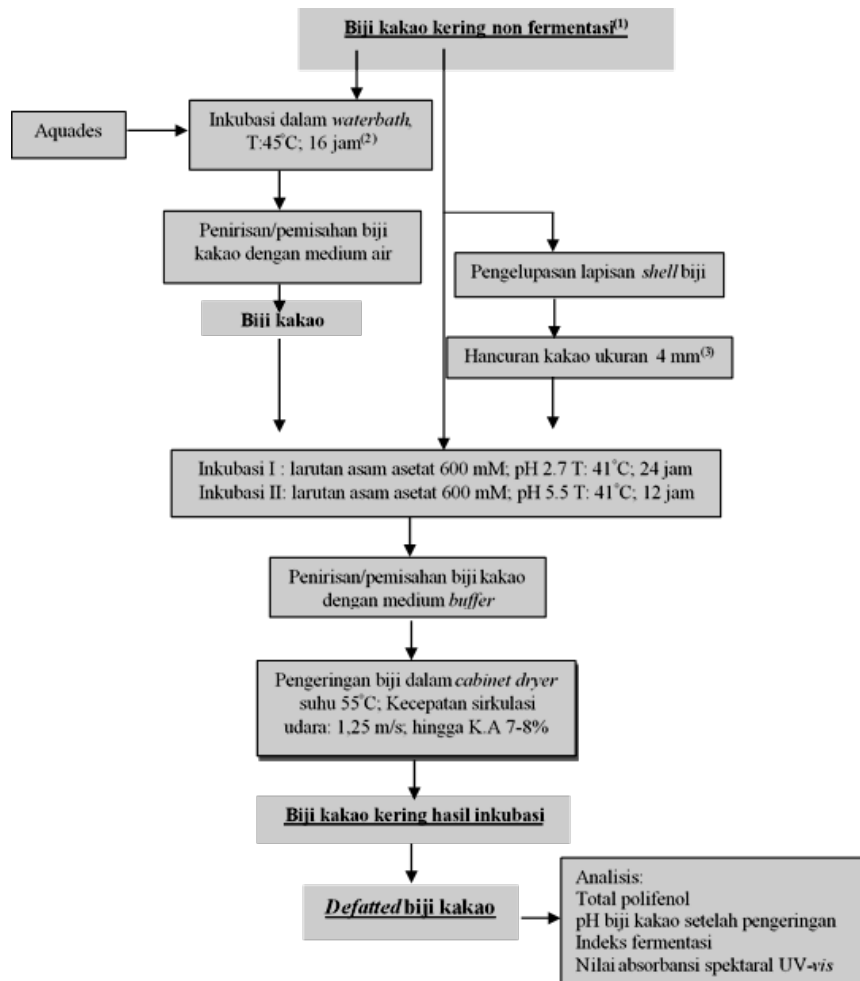 Biji kakao kering non fermentasi(1)
Aquades
Inkubasi dalam waterbath,
T:45°C; 16 jam(2)
Penirisan/pemisahan biji
kakao dengan medium air
Biji kakao
Pengelupasan lapisan shell biji
Hancuran kakao ukuran 4 mm(3)
Inkubasi I : larutan asam asetat 600 mM; pH 2.7 T: 41°C; 24 jam
Inkubasi II: larutan asam asetat 600 mM; pH 5.5 T: 41°C; 12 jam
Penirisan/pemisahan biji kakao
dengan medium buffer
Pengeringan biji dalam cabinet dryer
suhu 55°C; Kecepatan sirkulasi
udara: 1,25 m/s; hingga K.A 7-8%
Biji kakao kering hasil inkubasi
Defatted biji kakao
Analisis:
Total polifenol
pH biji kakao setelah pengeringan
Indeks fermentasi
Nilai absorbansi spektaral UV-vis